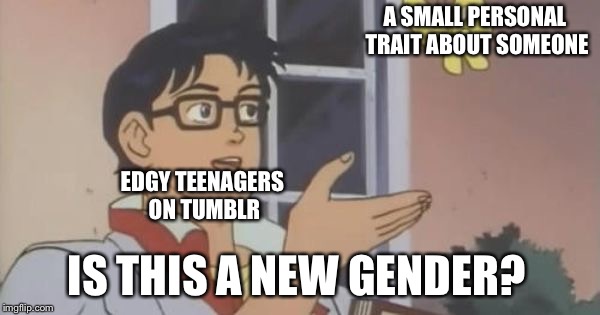 A SMALL PERSONAL
TRAIT ABOUT SOMEONE
EDGY TEENAGERS
ON TUMBLR
IS THIS A NEW GENDER?
imgflip.com